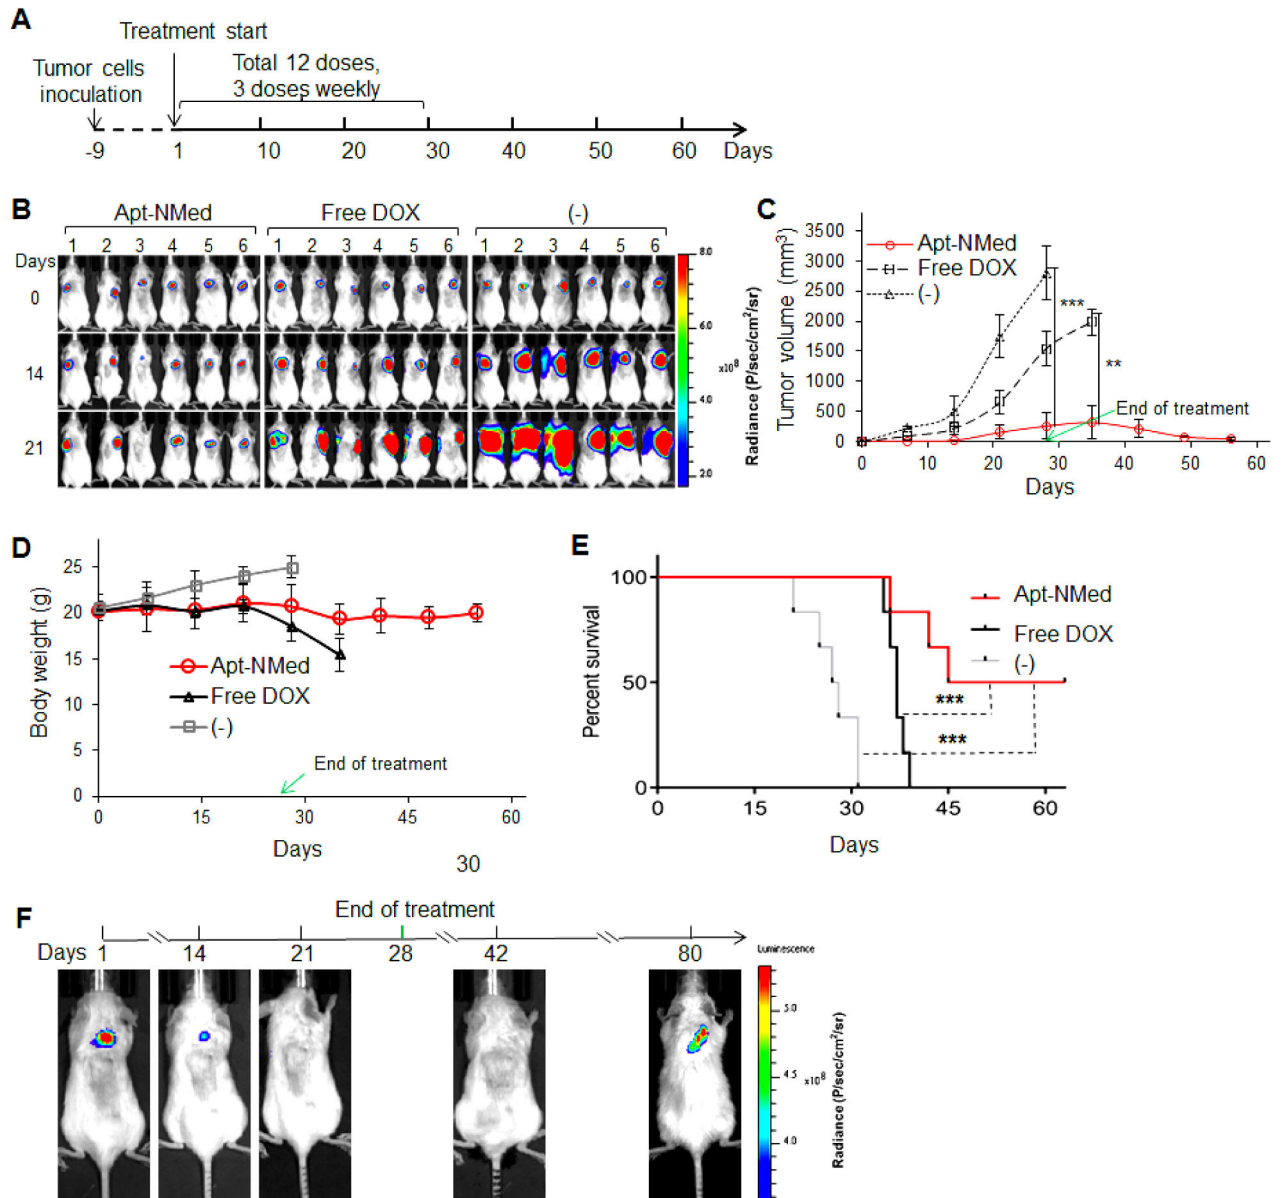 A
Treatment start
Tumor cells
inoculation
Total 12 doses,
3 doses weekly
-9 1 10 20 30 40 50 60 Days
B
Apt-NMed Free DOX (-)
1 2 3 4 5 6 1 2 3 4 5 6 1 2 3 4 5 6
Days
0
14
21
8.0
6.0
x10⁸
4.0
2.0
Radiance (P/sec/cm²/sr)
C
Tumor volume (mm³)
3500
3000
2500
2000
1500
1000
500
0
Apt-NMed
Free DOX
(-)
***
**
End of treatment
0 10 20 30 40 50 60
Days
D
Body weight (g)
25
20
15
10
5
0
Apt-NMed
Free DOX
(-)
End of treatment
0 15 30 45 60
Days
30
E
Percent survival
100
50
0
Apt-NMed
Free DOX
(-)
***
***
0 15 30 45 60
Days
F
End of treatment
Days 1 14 21 28 42 80
Luminescence
5.0
4.5
x10⁸
4.0
Radiance (P/sec/cm²/sr)